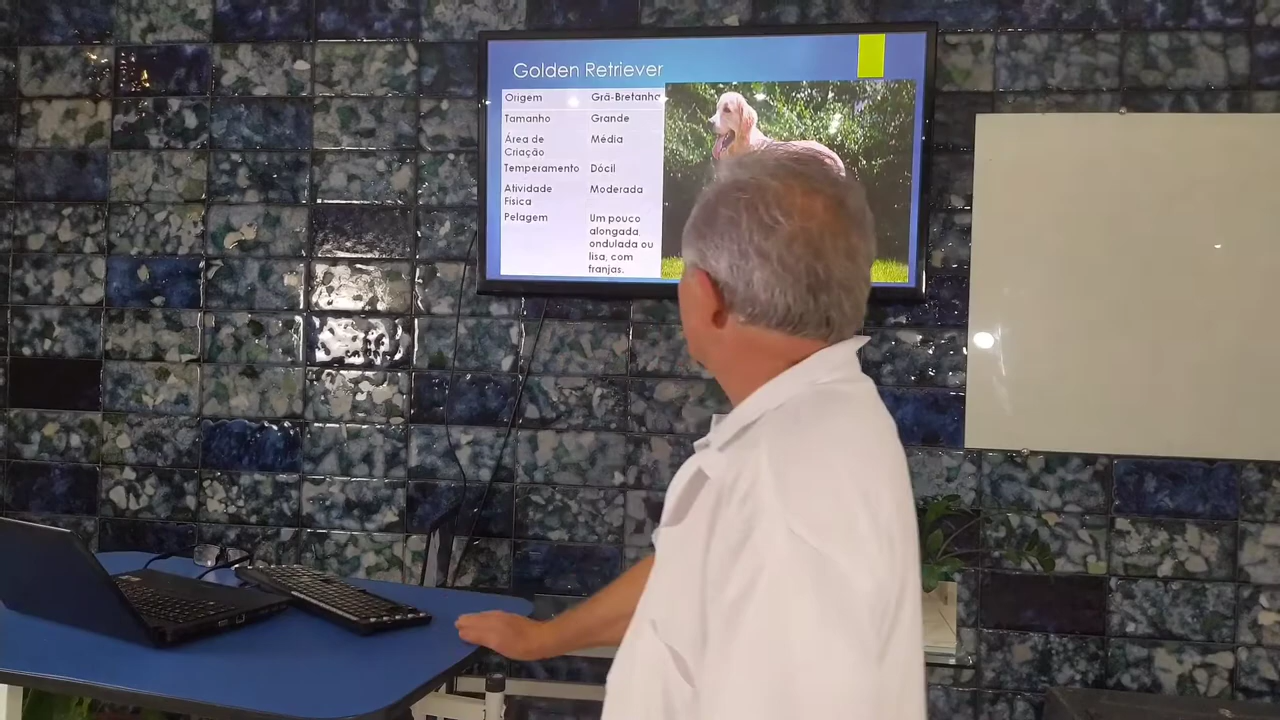 Golden Retriever
Origem Grã-Bretanha
Tamanho Grande
Área de Média
Criação
Temperamento Dócil
Atividade Moderada
Física
Pelagem Um pouco
alongada,
ondulada ou
lisa, com
franjas.